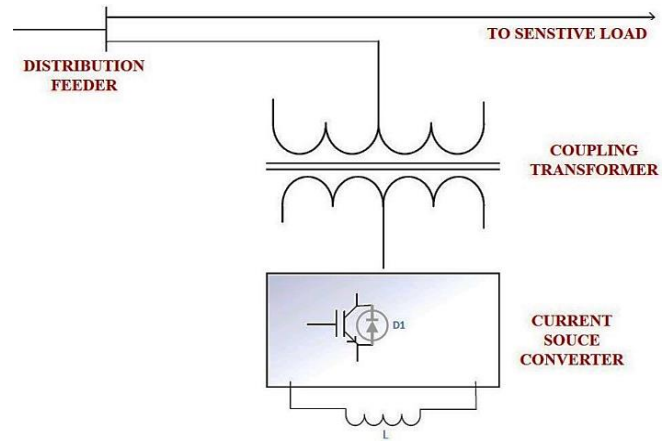 TO SENSTIVE LOAD
DISTRIBUTION
FEEDER
COUPLING
TRANSFORMER
D1
CURRENT
SOUCE
CONVERTER
L